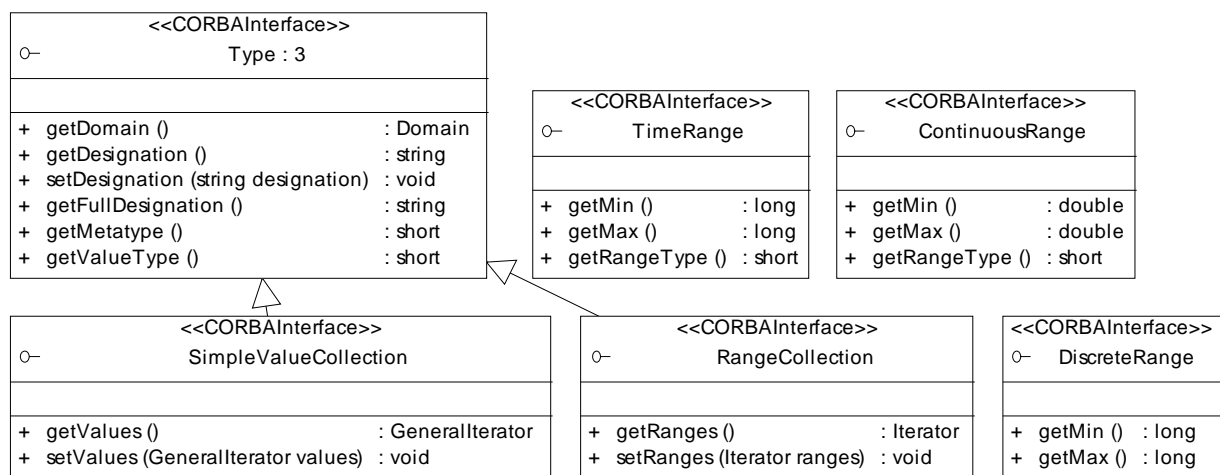 <<CORBAInterface>>
Type : 3
+ getDomain () : Domain
+ getDesignation () : string
+ setDesignation (string designation) : void
+ getFullDesignation () : string
+ getMetatype () : short
+ getValueType () : short
<<CORBAInterface>>
TimeRange
+ getMin () : long
+ getMax () : long
+ getRangeType () : short
<<CORBAInterface>>
ContinuousRange
+ getMin () : double
+ getMax () : double
+ getRangeType () : short
<<CORBAInterface>>
SimpleValueCollection
+ getValues () : GeneralIterator
+ setValues (GeneralIterator values) : void
<<CORBAInterface>>
RangeCollection
+ getRanges () : Iterator
+ setRanges (Iterator ranges) : void
<<CORBAInterface>>
DiscreteRange
+ getMin () : long
+ getMax () : long